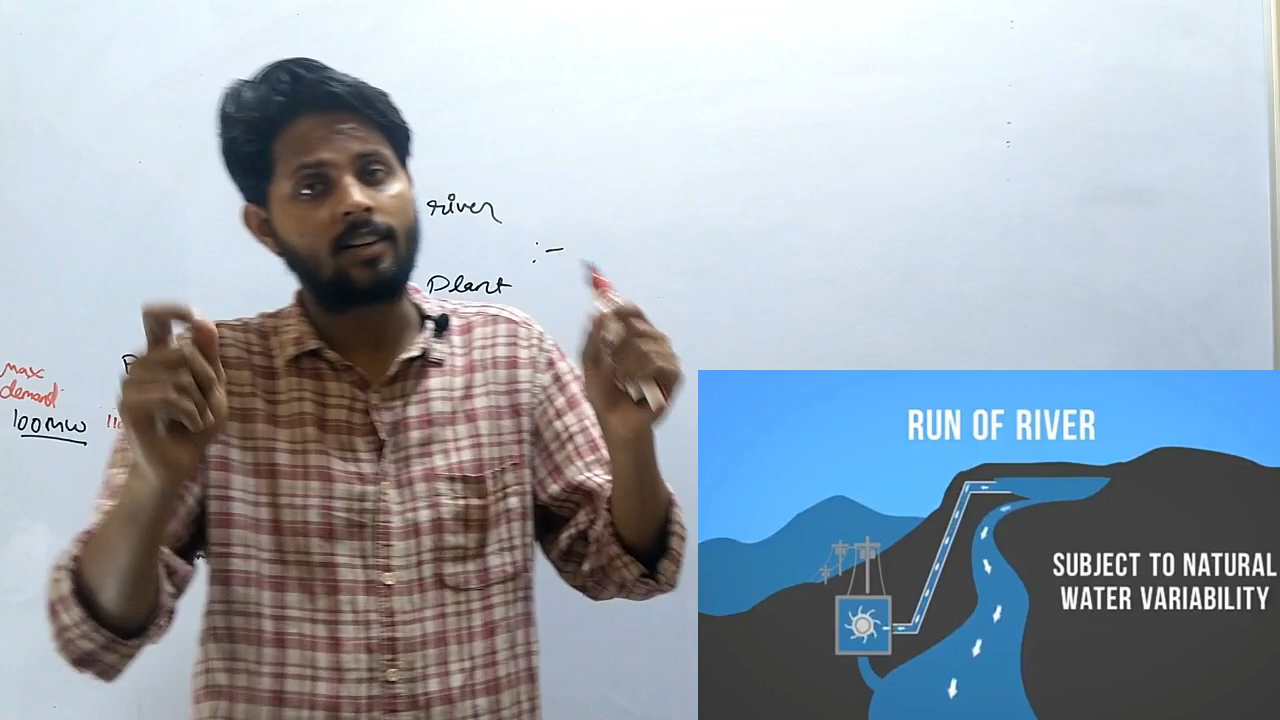 river
:-
Plant
max
demand
100MW
RUN OF RIVER
SUBJECT TO NATURAL
WATER VARIABILITY